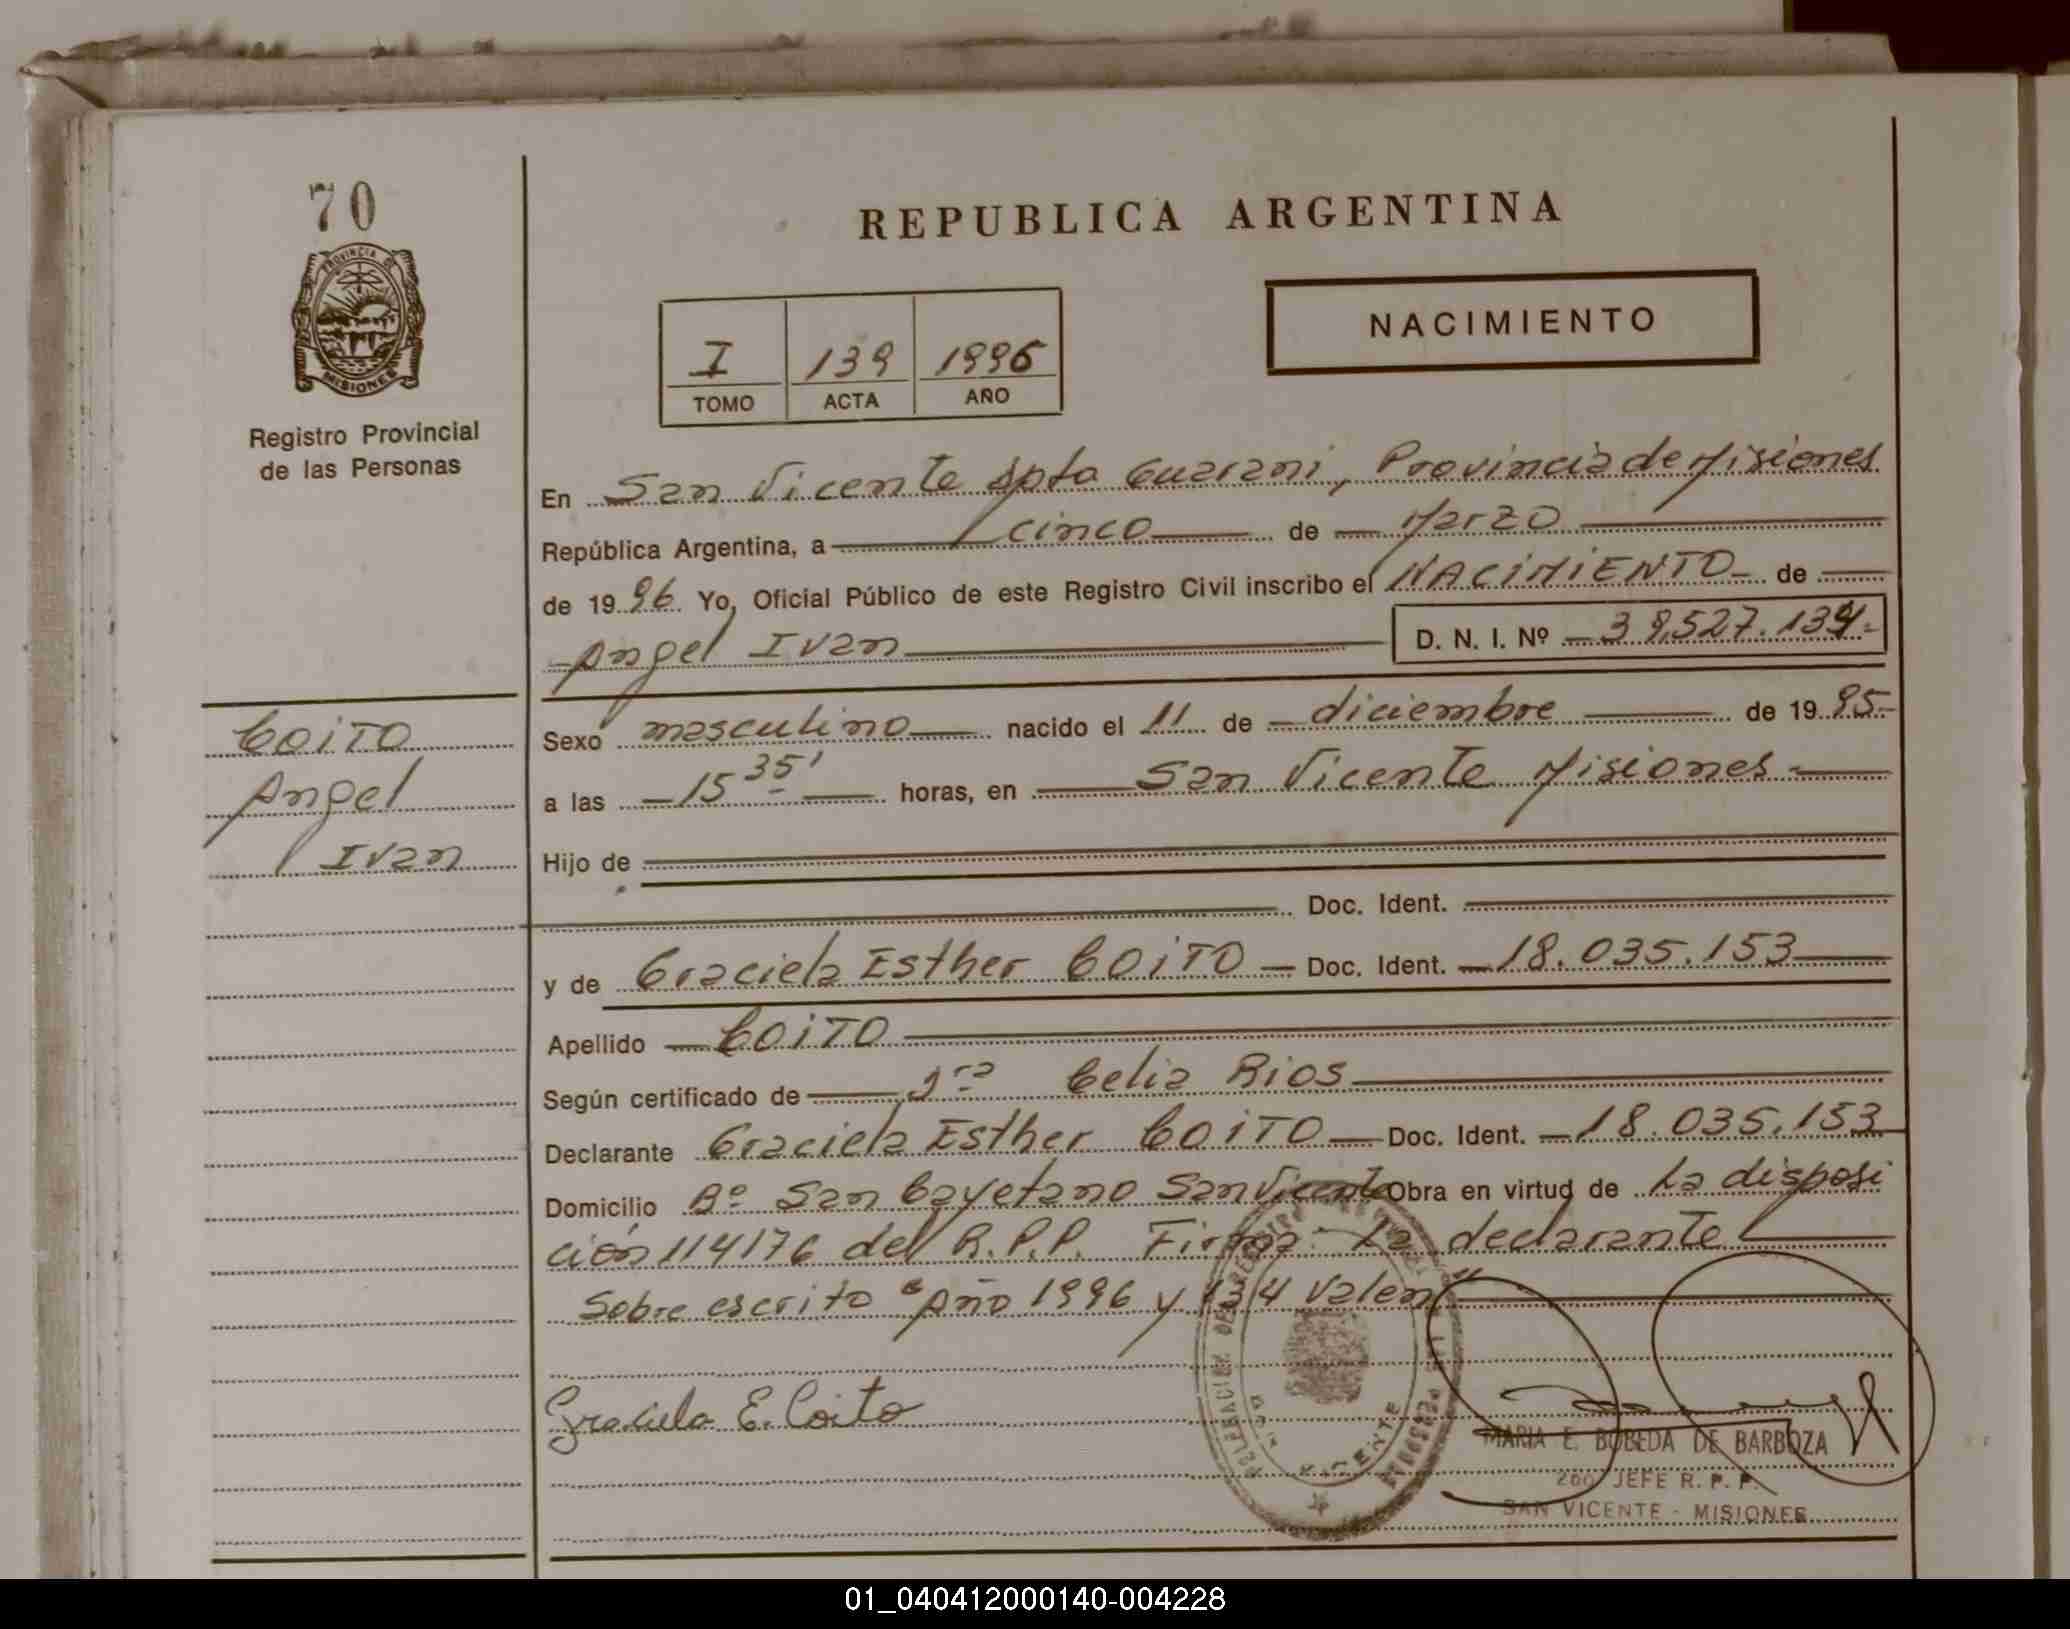 70
PROVINCIA DE
MISIONES
Registro Provincial
de las Personas
REPUBLICA ARGENTINA
NACIMIENTO
I 139 1996
TOMO ACTA AÑO
En San Vicente Dpto Guarani, Provincia de Misiones
República Argentina, a cinco de Marzo
de 1996 Yo, Oficial Público de este Registro Civil inscribo el NACIMIENTO de
Angel Ivan D. N. I. Nº 39.527.134
Coito
Angel
Ivan
Sexo masculino nacido el 11 de diciembre de 1995
a las 15 35' horas, en San Vicente Misiones
Hijo de
Doc. Ident.
y de Graciela Esther Coito Doc. Ident. 18.035.153
Apellido Coito
Según certificado de Celia Rios
Declarante Graciela Esther Coito Doc. Ident. 18.035.153
Domicilio Bº San Cayetano San Vicente Obra en virtud de La disposi
ción 114176 del R.P.P. Firma: La declarante
Sobre escrito "Año 1996 y 134 Valen"
Graciela E. Coito
MARIA E. BOBEDA DE BARBOZA
JEFE R. P. P.
SAN VICENTE - MISIONES
01_040412000140-004228